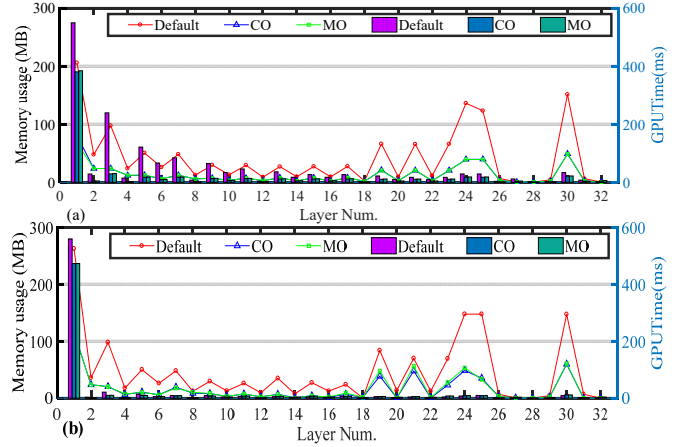 300
600
Default
CO
MO
Default
CO
MO
Memory usage (MB)
200
400
GPUTime(ms)
100
200
0
0
0 2 4 6 8 10 12 14 16 18 20 22 24 26 28 30 32
(a)
Layer Num.
300
600
Default
CO
MO
Default
CO
MO
Memory usage (MB)
200
400
GPUTime(ms)
100
200
0
0
0 2 4 6 8 10 12 14 16 18 20 22 24 26 28 30 32
(b)
Layer Num.